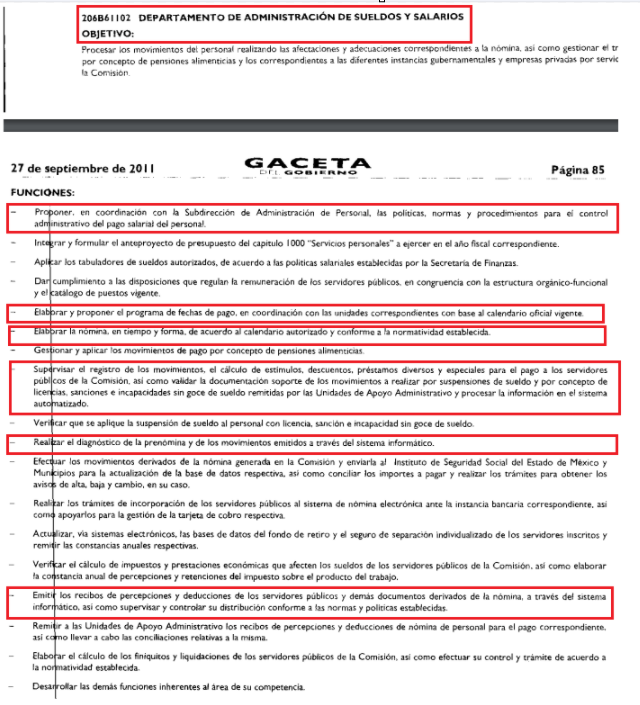 206B61102 DEPARTAMENTO DE ADMINISTRACIÓN DE SUELDOS Y SALARIOS
OBJETIVO:
Procesar los movimientos del personal realizando las afectaciones y adecuaciones correspondientes a la nómina, así como gestionar el tr
por concepto de pensiones alimenticias y los correspondientes a las diferentes instancias gubernamentales y empresas privadas por servic
la Comisión.
27 de septiembre de 2011
GACETA
DEL GOBIERNO
Página 85
FUNCIONES:
– Proponer, en coordinación con la Subdirección de Administración de Personal, las políticas, normas y procedimientos para el control
administrativo del pago salarial del personal.
– Integrar y formular el anteproyecto de presupuesto del capítulo 1000 "Servicios personales" a ejercer en el año fiscal correspondiente.
– Aplicar los tabuladores de sueldos autorizados, de acuerdo a las políticas salariales establecidas por la Secretaría de Finanzas.
– Dar cumplimiento a las disposiciones que regulan la remuneración de los servidores públicos, en congruencia con la estructura orgánico-funcional
y el catálogo de puestos vigente.
– Elaborar y proponer el programa de fechas de pago, en coordinación con las unidades correspondientes con base al calendario oficial vigente.
– Elaborar la nómina, en tiempo y forma, de acuerdo al calendario autorizado y conforme a la normatividad establecida.
– Gestionar y aplicar los movimientos de pago por concepto de pensiones alimenticias.
– Supervisar el registro de los movimientos, el cálculo de estímulos, descuentos, préstamos diversos y especiales para el pago a los servidores
públicos de la Comisión, así como validar la documentación soporte de los movimientos a realizar por suspensiones de sueldo y por concepto de
licencias, sanciones e incapacidades sin goce de sueldo remitidas por las Unidades de Apoyo Administrativo y procesar la información en el sistema
automatizado.
– Verificar que se aplique la suspensión de sueldo al personal con licencia, sanción e incapacidad sin goce de sueldo.
– Realizar el diagnóstico de la prenómina y de los movimientos emitidos a través del sistema informático.
– Efectuar los movimientos derivados de la nómina generada en la Comisión y enviarla al Instituto de Seguridad Social del Estado de México y
Municipios para la actualización de la base de datos respectiva, así como conciliar los importes a pagar y realizar los trámites para obtener los
avisos de alta, baja y cambio, en su caso.
– Realizar los trámites de incorporación de los servidores públicos al sistema de nómina electrónica ante la instancia bancaria correspondiente, así
como apoyarlos para la gestión de la tarjeta de cobro respectiva.
– Actualizar, vía sistemas electrónicos, las bases de datos del fondo de retiro y el seguro de separación individualizado de los servidores inscritos y
remitir las constancias anuales respectivas.
– Verificar el cálculo de impuestos y prestaciones económicas que afecten los sueldos de los servidores públicos de la Comisión, así como elaborar
la constancia anual de percepciones y retenciones del impuesto sobre el producto del trabajo.
– Emitir los recibos de percepciones y deducciones de los servidores públicos y demás documentos derivados de la nómina, a través del sistema
informático, así como supervisar y controlar su distribución conforme a las normas y políticas establecidas.
– Remitir a las Unidades de Apoyo Administrativo los recibos de percepciones y deducciones de nómina de personal para el pago correspondiente,
así como llevar a cabo las conciliaciones relativas a la misma.
– Elaborar el cálculo de los finiquitos y liquidaciones de los servidores públicos de la Comisión, así como efectuar su control y trámite de acuerdo a
la normatividad establecida.
– Desarrollar las demás funciones inherentes al área de su competencia.